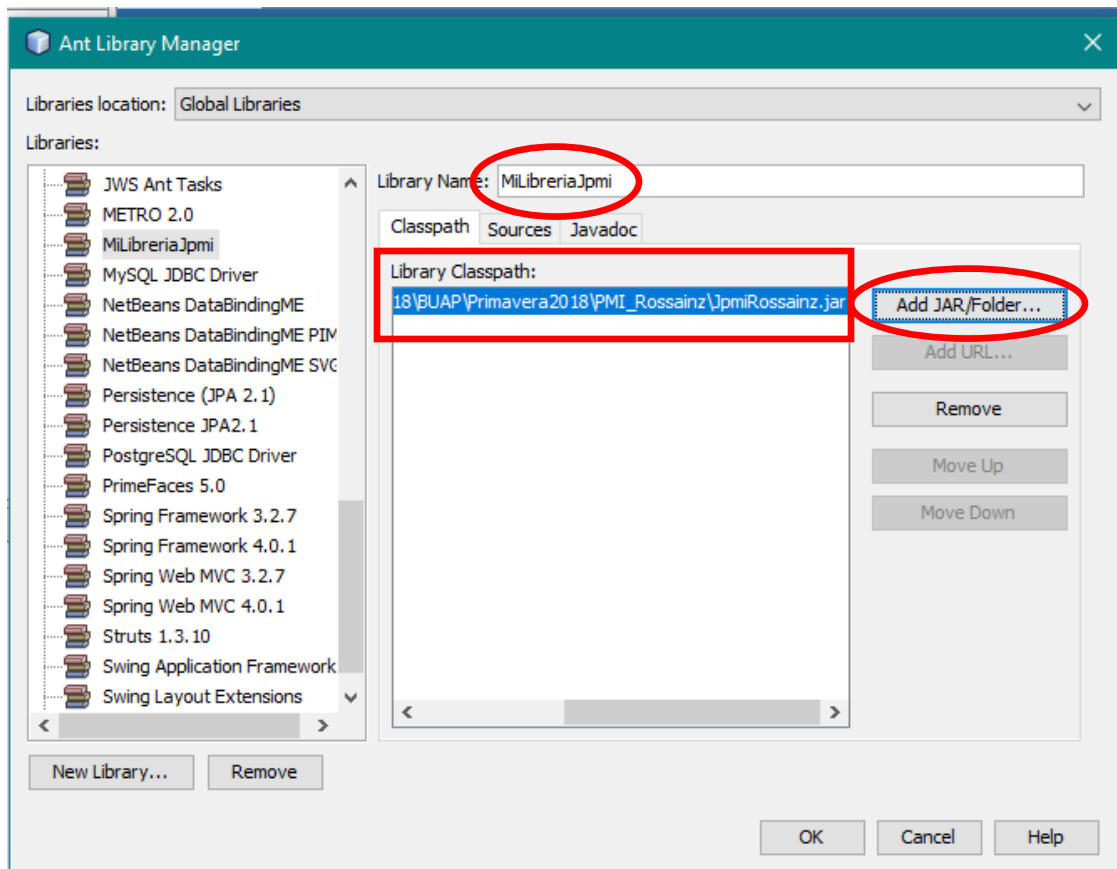 Ant Library Manager
Libraries location: Global Libraries
Libraries:
JWS Ant Tasks
METRO 2.0
MiLibreriaJpmi
MySQL JDBC Driver
NetBeans DataBindingME
NetBeans DataBindingME PIM
NetBeans DataBindingME SVG
Persistence (JPA 2.1)
Persistence JPA2.1
PostgreSQL JDBC Driver
PrimeFaces 5.0
Spring Framework 3.2.7
Spring Framework 4.0.1
Spring Web MVC 3.2.7
Spring Web MVC 4.0.1
Struts 1.3.10
Swing Application Framework
Swing Layout Extensions
New Library...
Remove
Library Name: MiLibreriaJpmi
Classpath Sources Javadoc
Library Classpath:
18\BUAP\Primavera2018\PMI_Rossainz\JpmiRossainz.jar
Add JAR/Folder...
Add URL...
Remove
Move Up
Move Down
OK Cancel Help